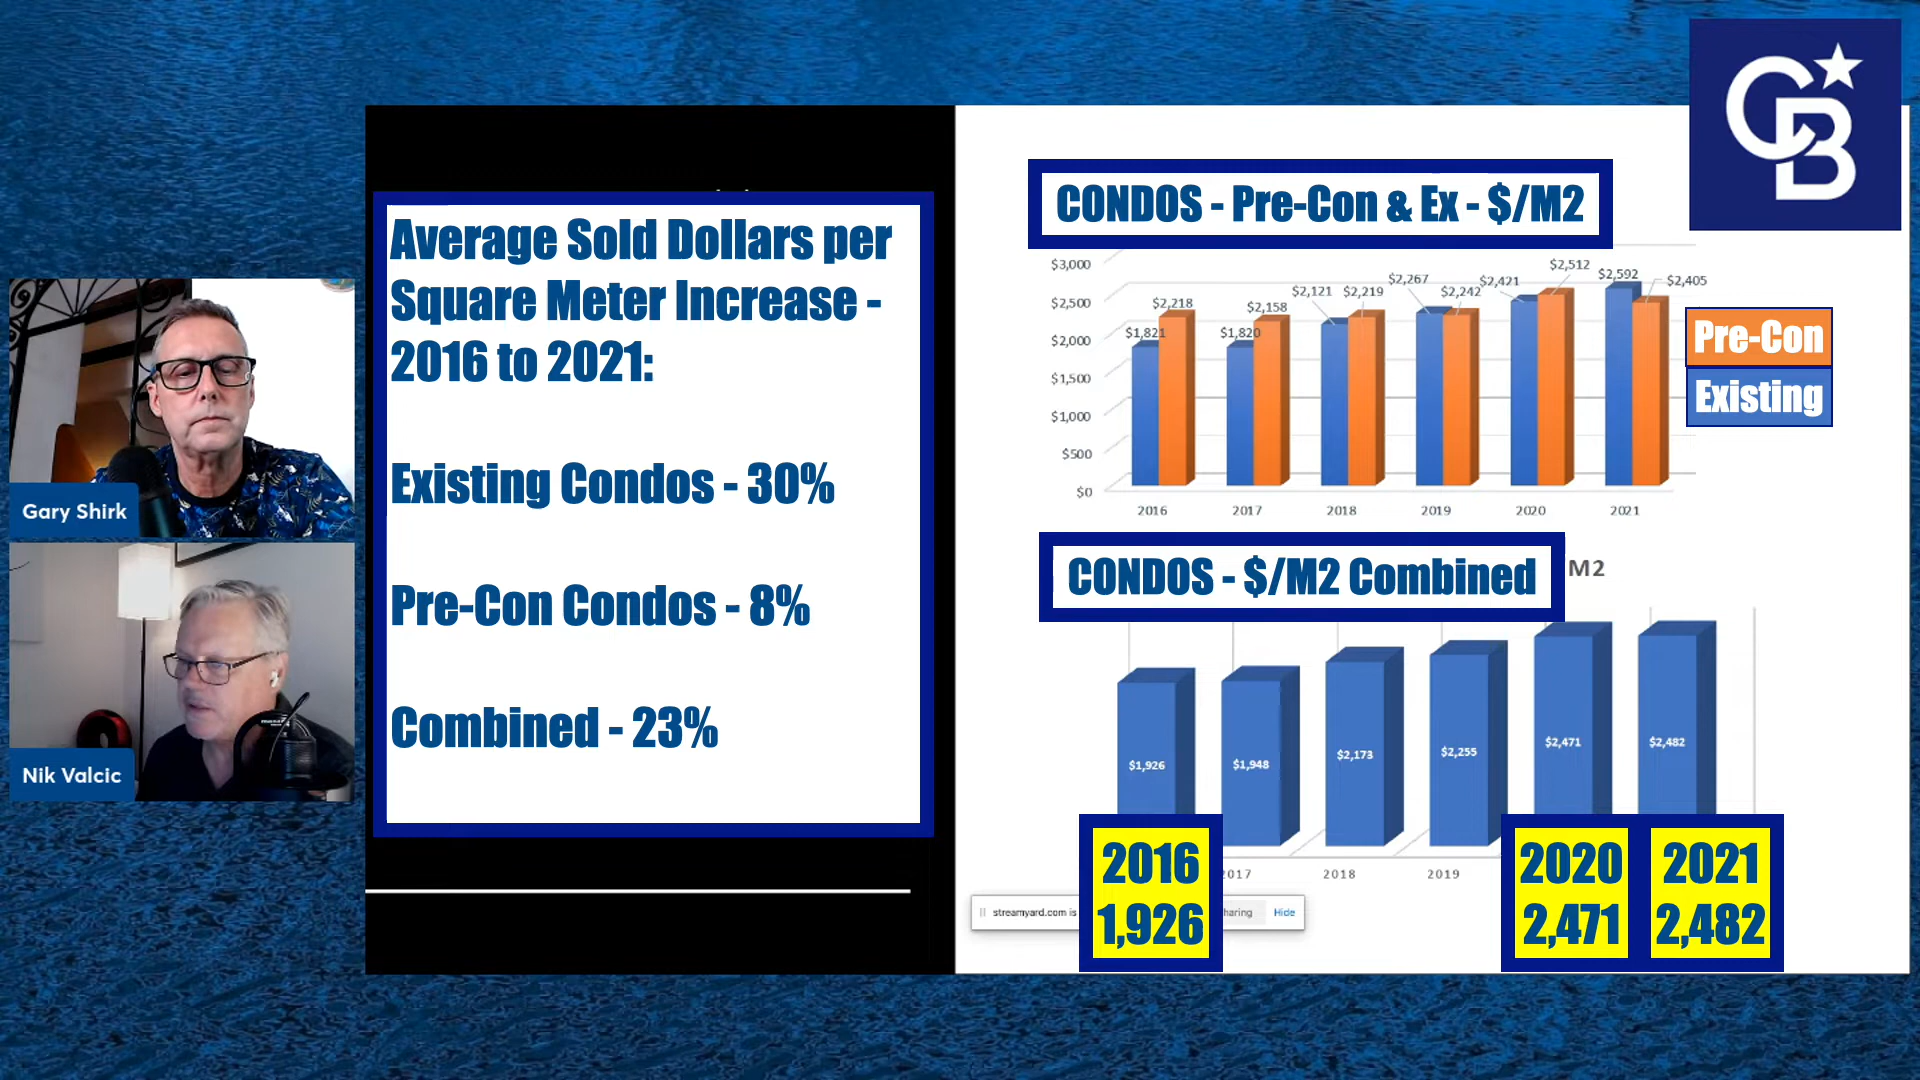 Gary Shirk
Nik Valcic
Average Sold Dollars per
Square Meter Increase -
2016 to 2021:
Existing Condos - 30%
Pre-Con Condos - 8%
Combined - 23%
CB
CONDOS - Pre-Con & Ex - $/M2
$3,000
$2,500
$2,000
$1,500
$1,000
$500
$0
$1,821
$2,218
$1,820
$2,158
$2,121
$2,219
$2,267
$2,242
$2,421
$2,512
$2,592
$2,405
2016 2017 2018 2019 2020 2021
Pre-Con
Existing
CONDOS - $/M2 Combined
M2
$1,926
$1,948
$2,173
$2,255
$2,471
$2,482
017 2018 2019
2016
1,926
2020
2,471
2021
2,482
streamyard.com is
haring
Hide